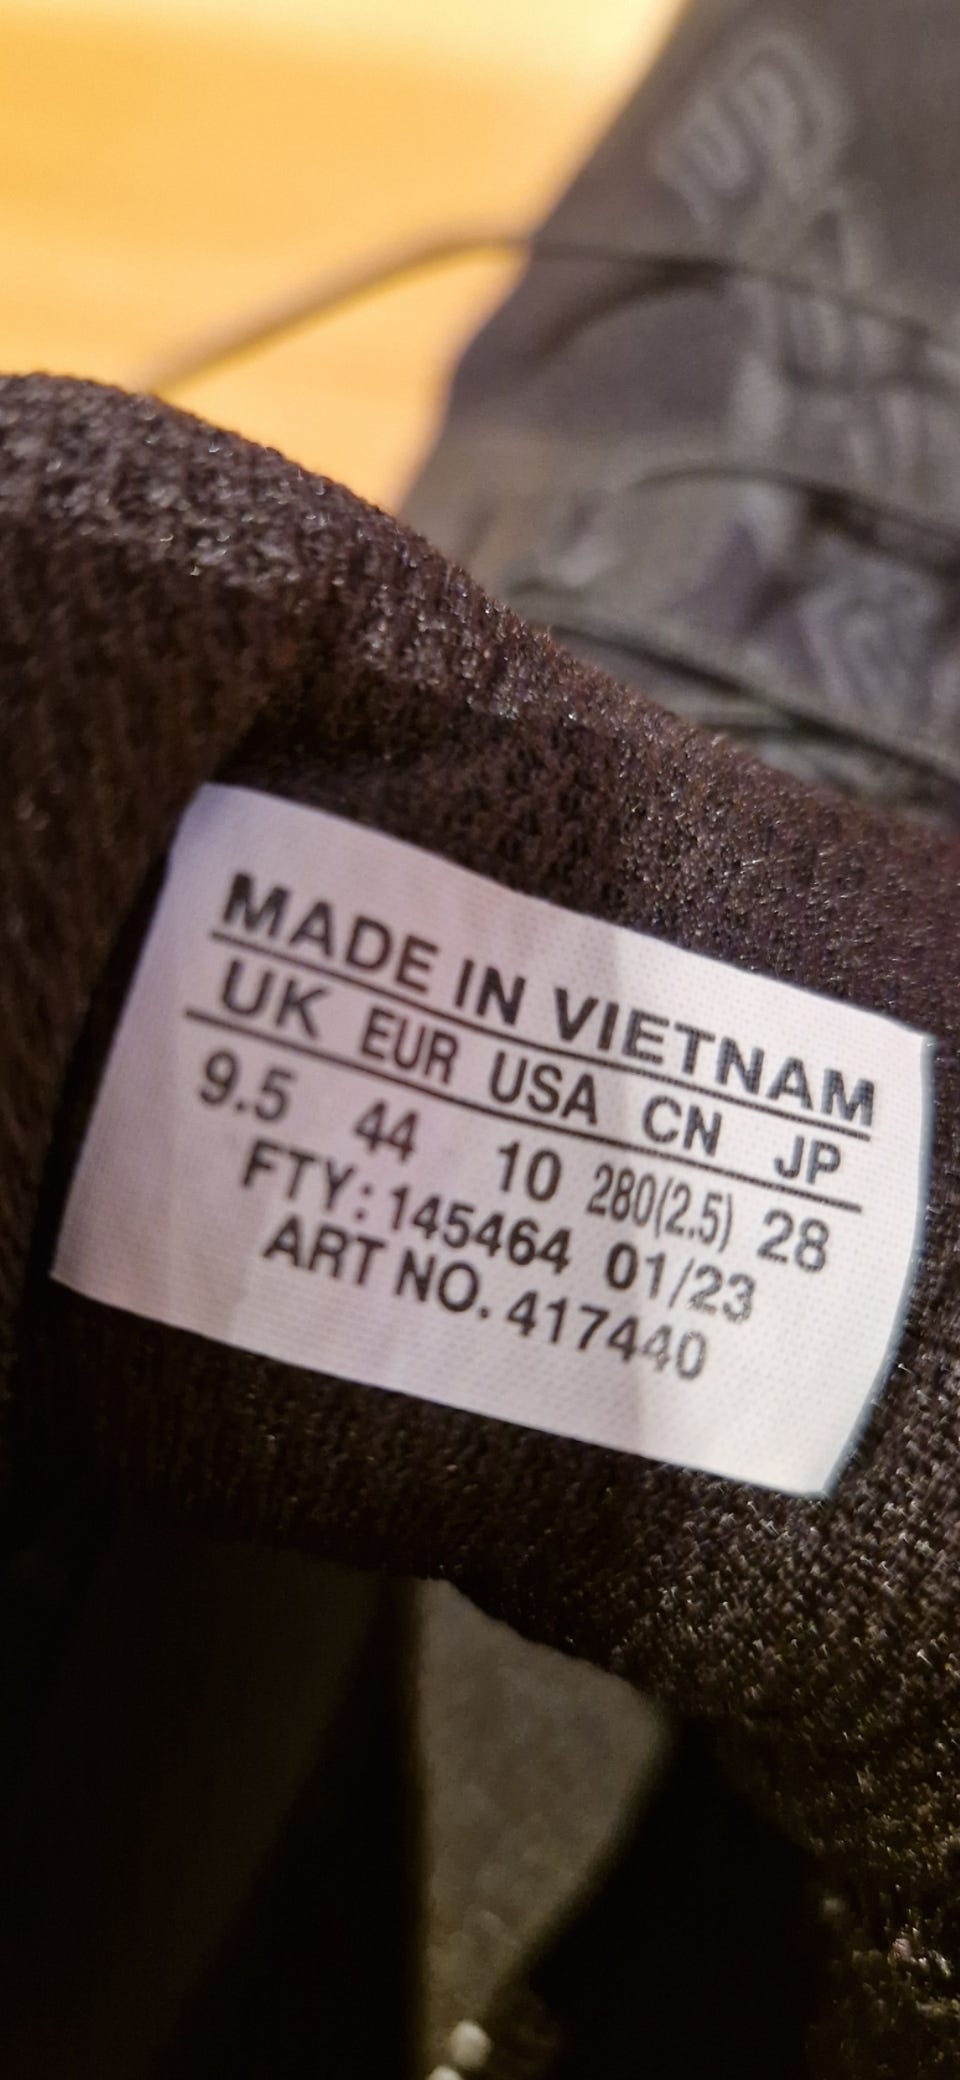 MADE IN VIETNAM
UK EUR USA CN JP
9.5 44 10 280(2.5) 28
FTY: 145464 01/23
ART NO. 417440